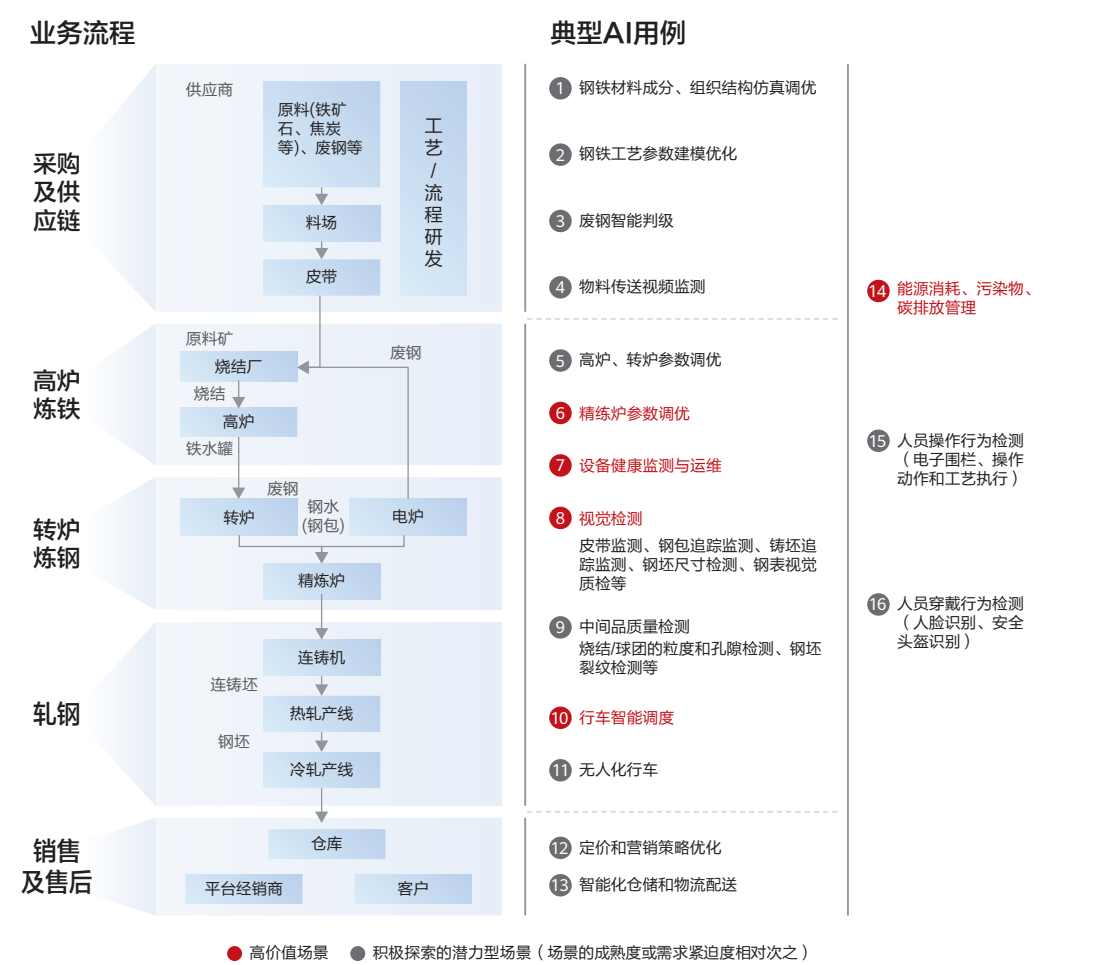 业务流程
典型AI用例
采购
及供
应链
供应商
原料(铁矿
石、焦炭
等)、废钢等
料场
皮带
工艺/流程研发
高炉
炼铁
原料矿
烧结厂
烧结
高炉
铁水罐
废钢
转炉
炼钢
废钢
转炉
钢水
(钢包)
电炉
精炼炉
轧钢
连铸机
连铸坯
热轧产线
钢坯
冷轧产线
销售
及售后
仓库
平台经销商
客户
1 钢铁材料成分、组织结构仿真调优
2 钢铁工艺参数建模优化
3 废钢智能判级
4 物料传送视频监测
5 高炉、转炉参数调优
6 精练炉参数调优
7 设备健康监测与运维
8 视觉检测
皮带监测、钢包追踪监测、铸坯追
踪监测、钢坯尺寸检测、钢表视觉
质检等
9 中间品质量检测
烧结/球团的粒度和孔隙检测、钢坯
裂纹检测等
10 行车智能调度
11 无人化行车
12 定价和营销策略优化
13 智能化仓储和物流配送
14 能源消耗、污染物、
碳排放管理
15 人员操作行为检测
（电子围栏、操作
动作和工艺执行）
16 人员穿戴行为检测
（人脸识别、安全
头盔识别）
高价值场景 积极探索的潜力型场景（场景的成熟度或需求紧迫度相对次之）